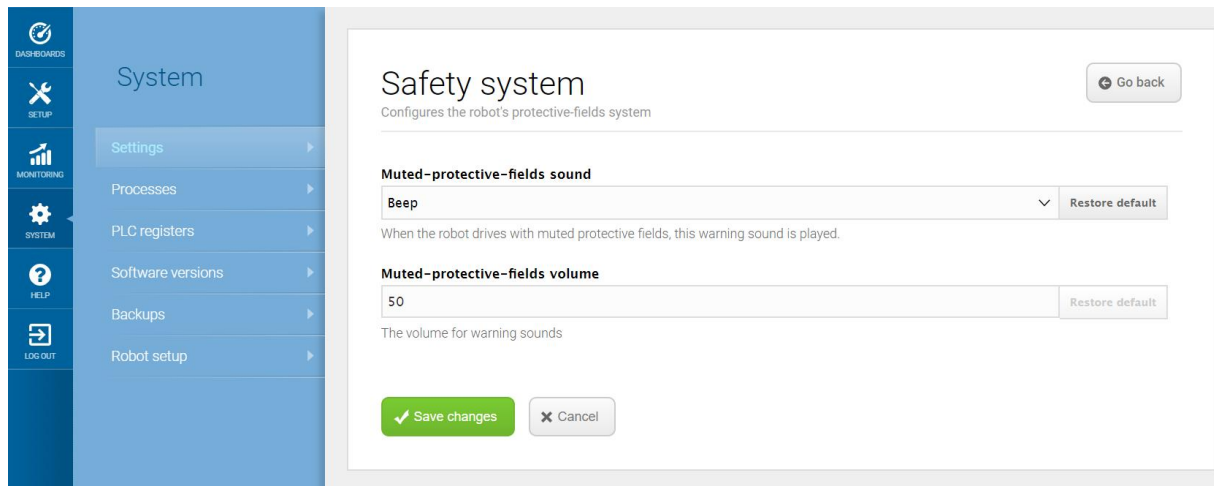 DASHBOARDS
SETUP
MONITORING
SYSTEM
HELP
LOG OUT
System
Settings
Processes
PLC registers
Software versions
Backups
Robot setup
Safety system
Go back
Configures the robot's protective-fields system
Muted-protective-fields sound
Beep
Restore default
When the robot drives with muted protective fields, this warning sound is played.
Muted-protective-fields volume
50
Restore default
The volume for warning sounds
Save changes
Cancel